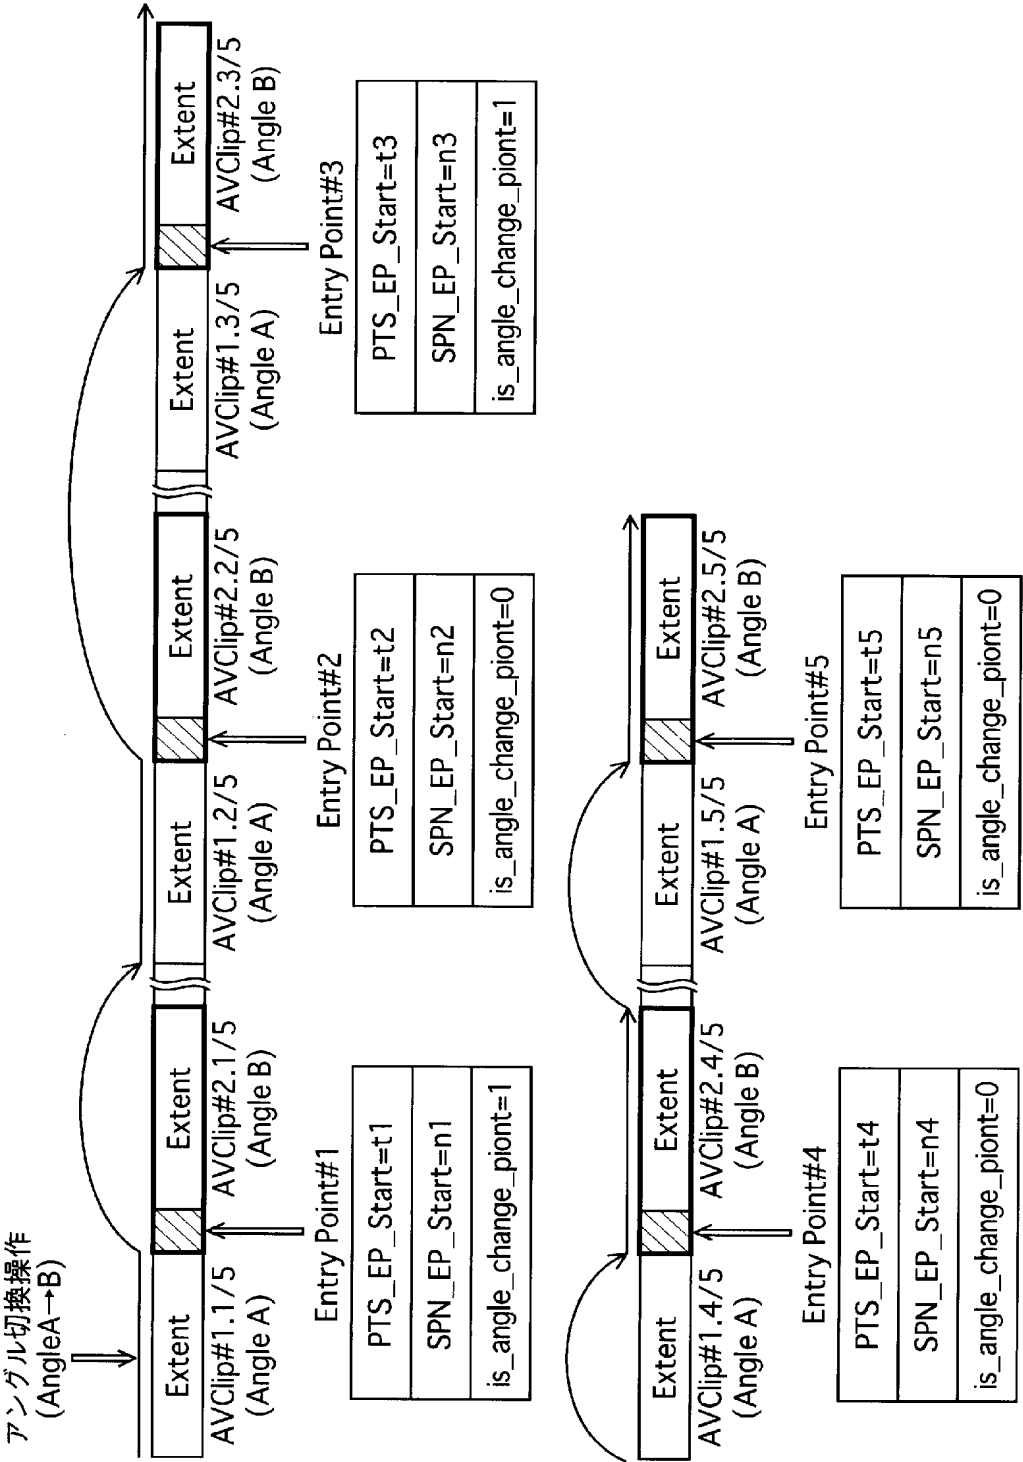 アングル切換操作
(AngleA→B)
Extent
Extent
Extent
Extent
Extent
Extent
AVClip#1.1/5
(Angle A)
AVClip#2.1/5
(Angle B)
AVClip#1.2/5
(Angle A)
AVClip#2.2/5
(Angle B)
AVClip#1.3/5
(Angle A)
AVClip#2.3/5
(Angle B)
Entry Point#1
PTS_EP_Start=t1
SPN_EP_Start=n1
is_angle_change_piont=1
Entry Point#2
PTS_EP_Start=t2
SPN_EP_Start=n2
is_angle_change_piont=0
Entry Point#3
PTS_EP_Start=t3
SPN_EP_Start=n3
is_angle_change_piont=1
Extent
Extent
Extent
Extent
AVClip#1.4/5
(Angle A)
AVClip#2.4/5
(Angle B)
AVClip#1.5/5
(Angle A)
AVClip#2.5/5
(Angle B)
Entry Point#4
PTS_EP_Start=t4
SPN_EP_Start=n4
is_angle_change_piont=0
Entry Point#5
PTS_EP_Start=t5
SPN_EP_Start=n5
is_angle_change_piont=0